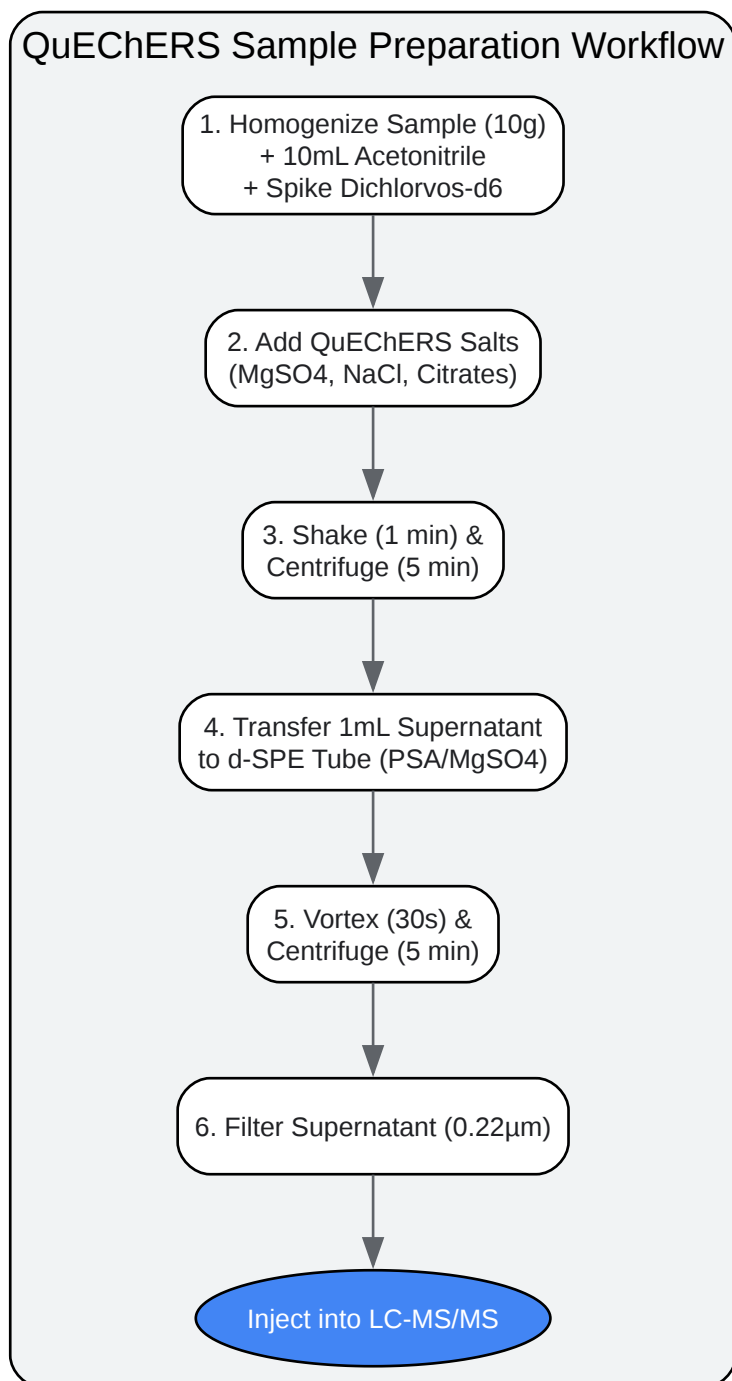 QuEChERS Sample Preparation Workflow
1. Homogenize Sample (10g)
+ 10mL Acetonitrile
+ Spike Dichlorvos-d6
2. Add QuEChERS Salts
(MgSO4, NaCl, Citrates)
3. Shake (1 min) &
Centrifuge (5 min)
4. Transfer 1mL Supernatant
to d-SPE Tube (PSA/MgSO4)
5. Vortex (30s) &
Centrifuge (5 min)
6. Filter Supernatant (0.22µm)
Inject into LC-MS/MS